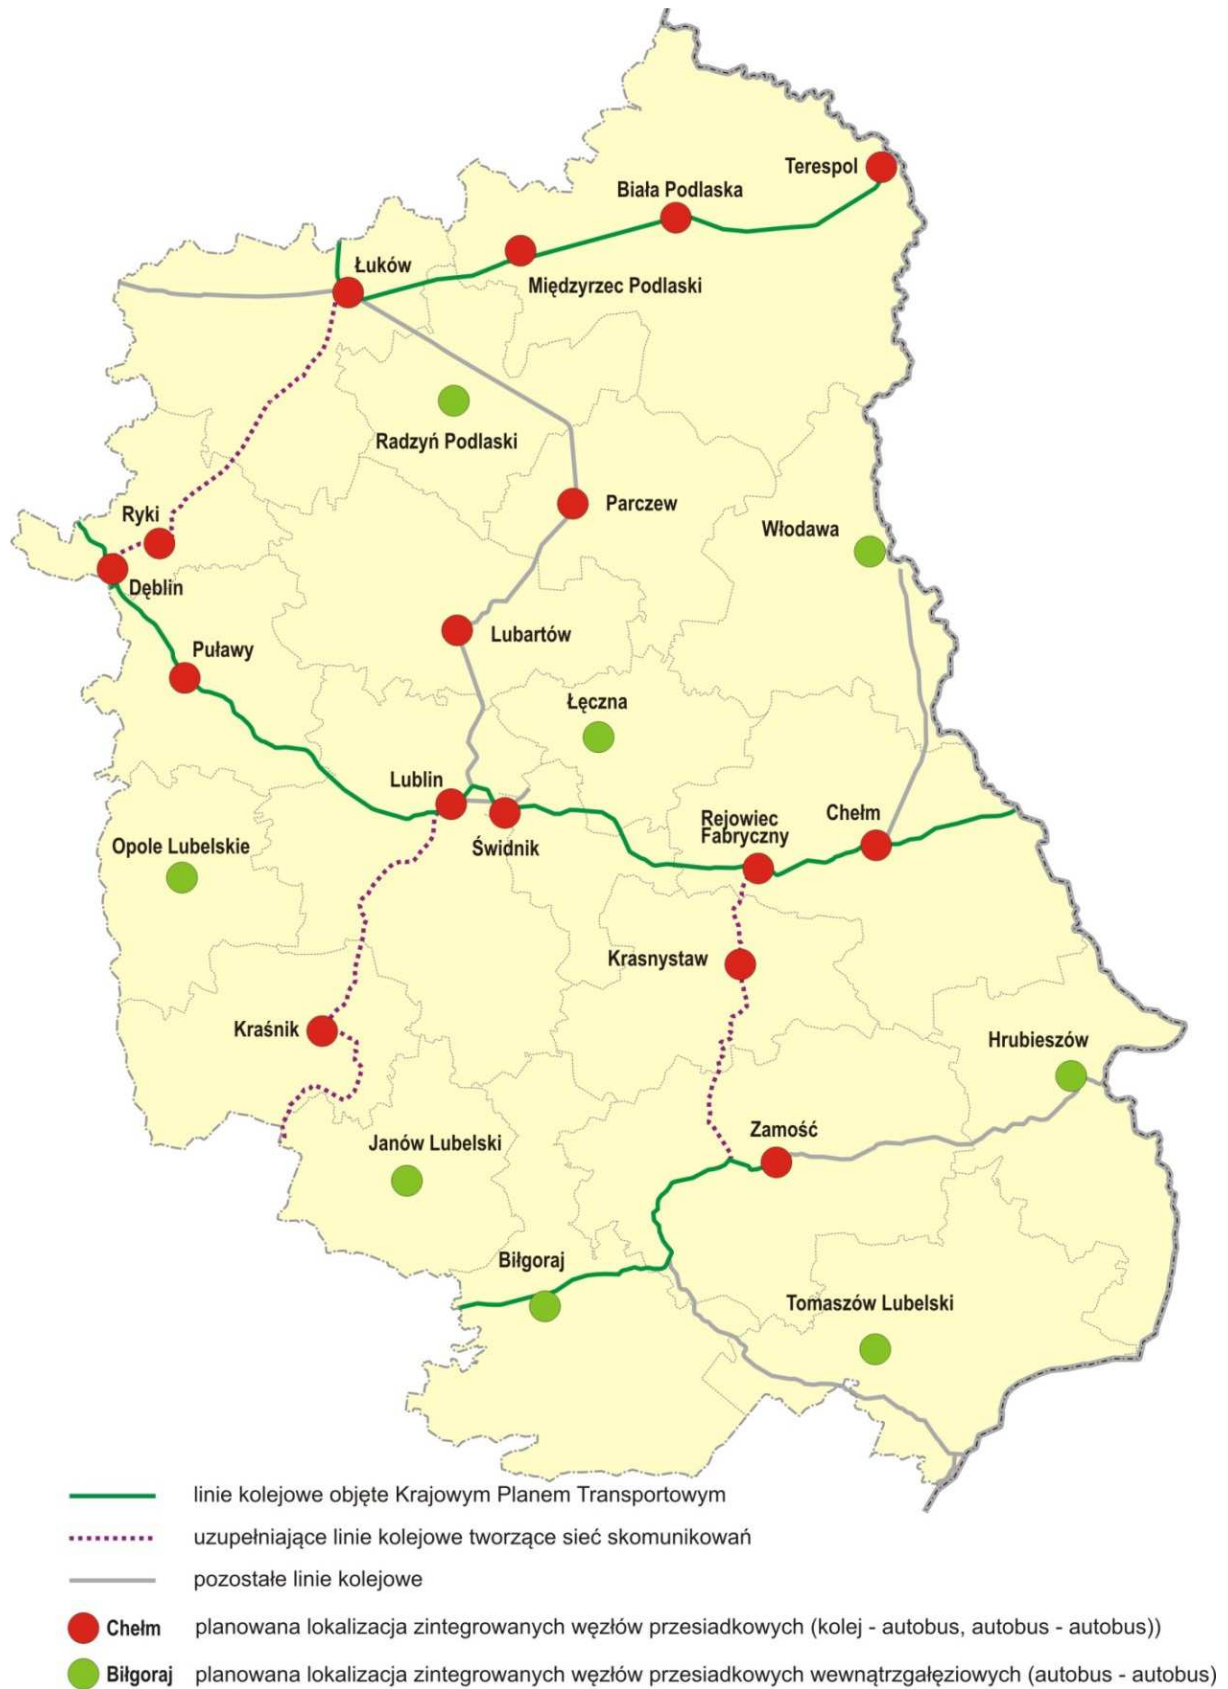 Terespol
Biała Podlaska
Łuków
Międzyrzec Podlaski
Radzyń Podlaski
Parczew
Ryki
Włodawa
Dęblin
Lubartów
Puławy
Łęczna
Lublin
Rejowiec
Fabryczny
Chełm
Świdnik
Opole Lubelskie
Krasnystaw
Kraśnik
Hrubieszów
Zamość
Janów Lubelski
Biłgoraj
Tomaszów Lubelski
linie kolejowe objęte Krajowym Planem Transportowym
uzupełniające linie kolejowe tworzące sieć skomunikowań
pozostałe linie kolejowe
Chełm planowana lokalizacja zintegrowanych węzłów przesiadkowych (kolej - autobus, autobus - autobus))
Biłgoraj planowana lokalizacja zintegrowanych węzłów przesiadkowych wewnątrzgałęziowych (autobus - autobus)